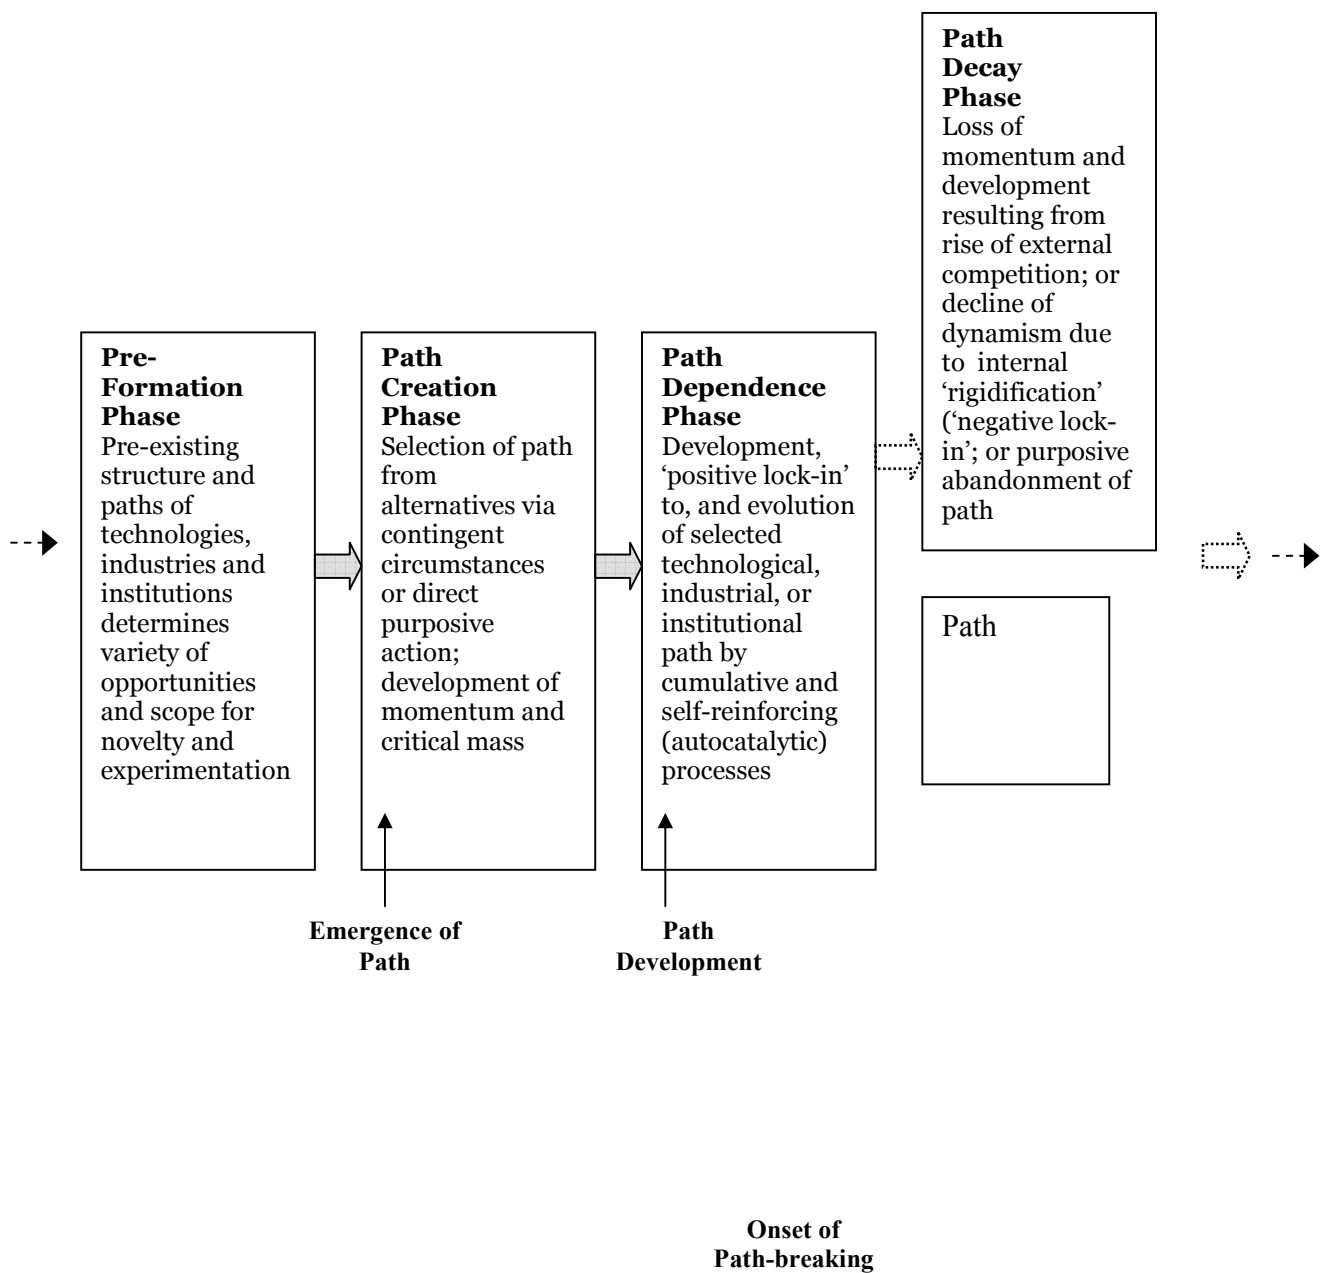 Pre-
Formation
Phase
Pre-existing
structure and
paths of
technologies,
industries and
institutions
determines
variety of
opportunities
and scope for
novelty and
experimentation
Path
Creation
Phase
Selection of path
from
alternatives via
contingent
circumstances
or direct
purposive
action;
development of
momentum and
critical mass
Path
Dependence
Phase
Development,
‘positive lock-in’
to, and evolution
of selected
technological,
industrial, or
institutional
path by
cumulative and
self-reinforcing
(autocatalytic)
processes
Path
Decay
Phase
Loss of
momentum and
development
resulting from
rise of external
competition; or
decline of
dynamism due
to  internal
‘rigidification’
(‘negative lock-
in’; or purposive
abandonment of
path
Path
Emergence of
Path
Path
Development
Onset of
Path-breaking